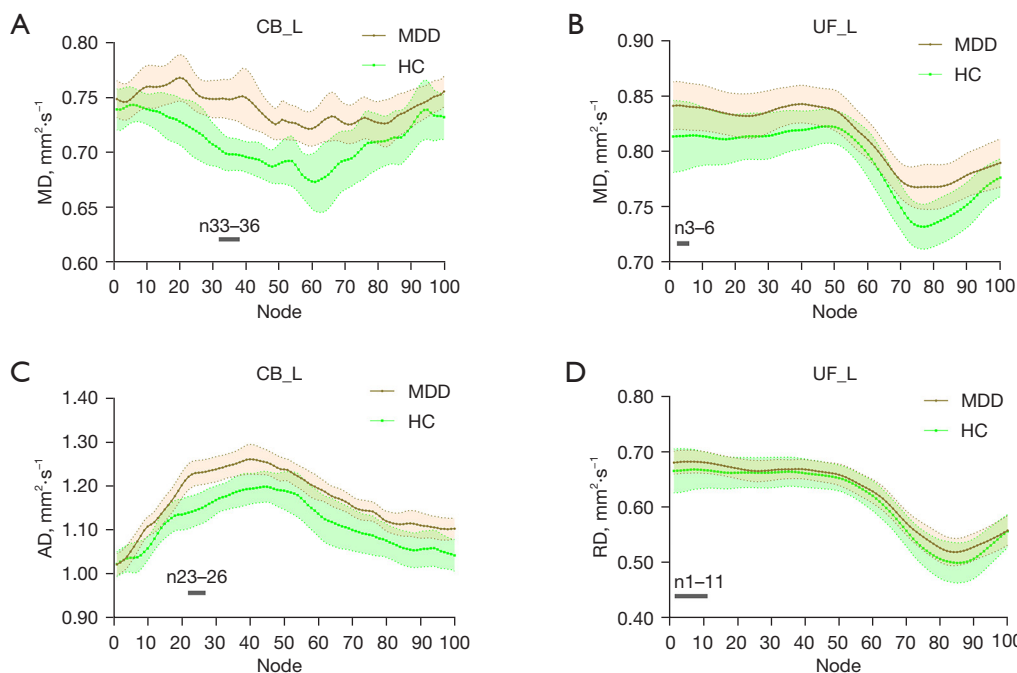 A
CB_L
MDD
HC
MD, mm²·s⁻¹
0.80
0.75
0.70
0.65
0.60
n33–36
0 10 20 30 40 50 60 70 80 90 100
Node
B
UF_L
MDD
HC
MD, mm²·s⁻¹
0.90
0.85
0.80
0.75
0.70
n3–6
0 10 20 30 40 50 60 70 80 90 100
Node
C
CB_L
MDD
HC
AD, mm²·s⁻¹
1.40
1.30
1.20
1.10
1.00
0.90
n23–26
0 10 20 30 40 50 60 70 80 90 100
Node
D
UF_L
MDD
HC
RD, mm²·s⁻¹
0.80
0.70
0.60
0.50
0.40
n1–11
0 10 20 30 40 50 60 70 80 90 100
Node